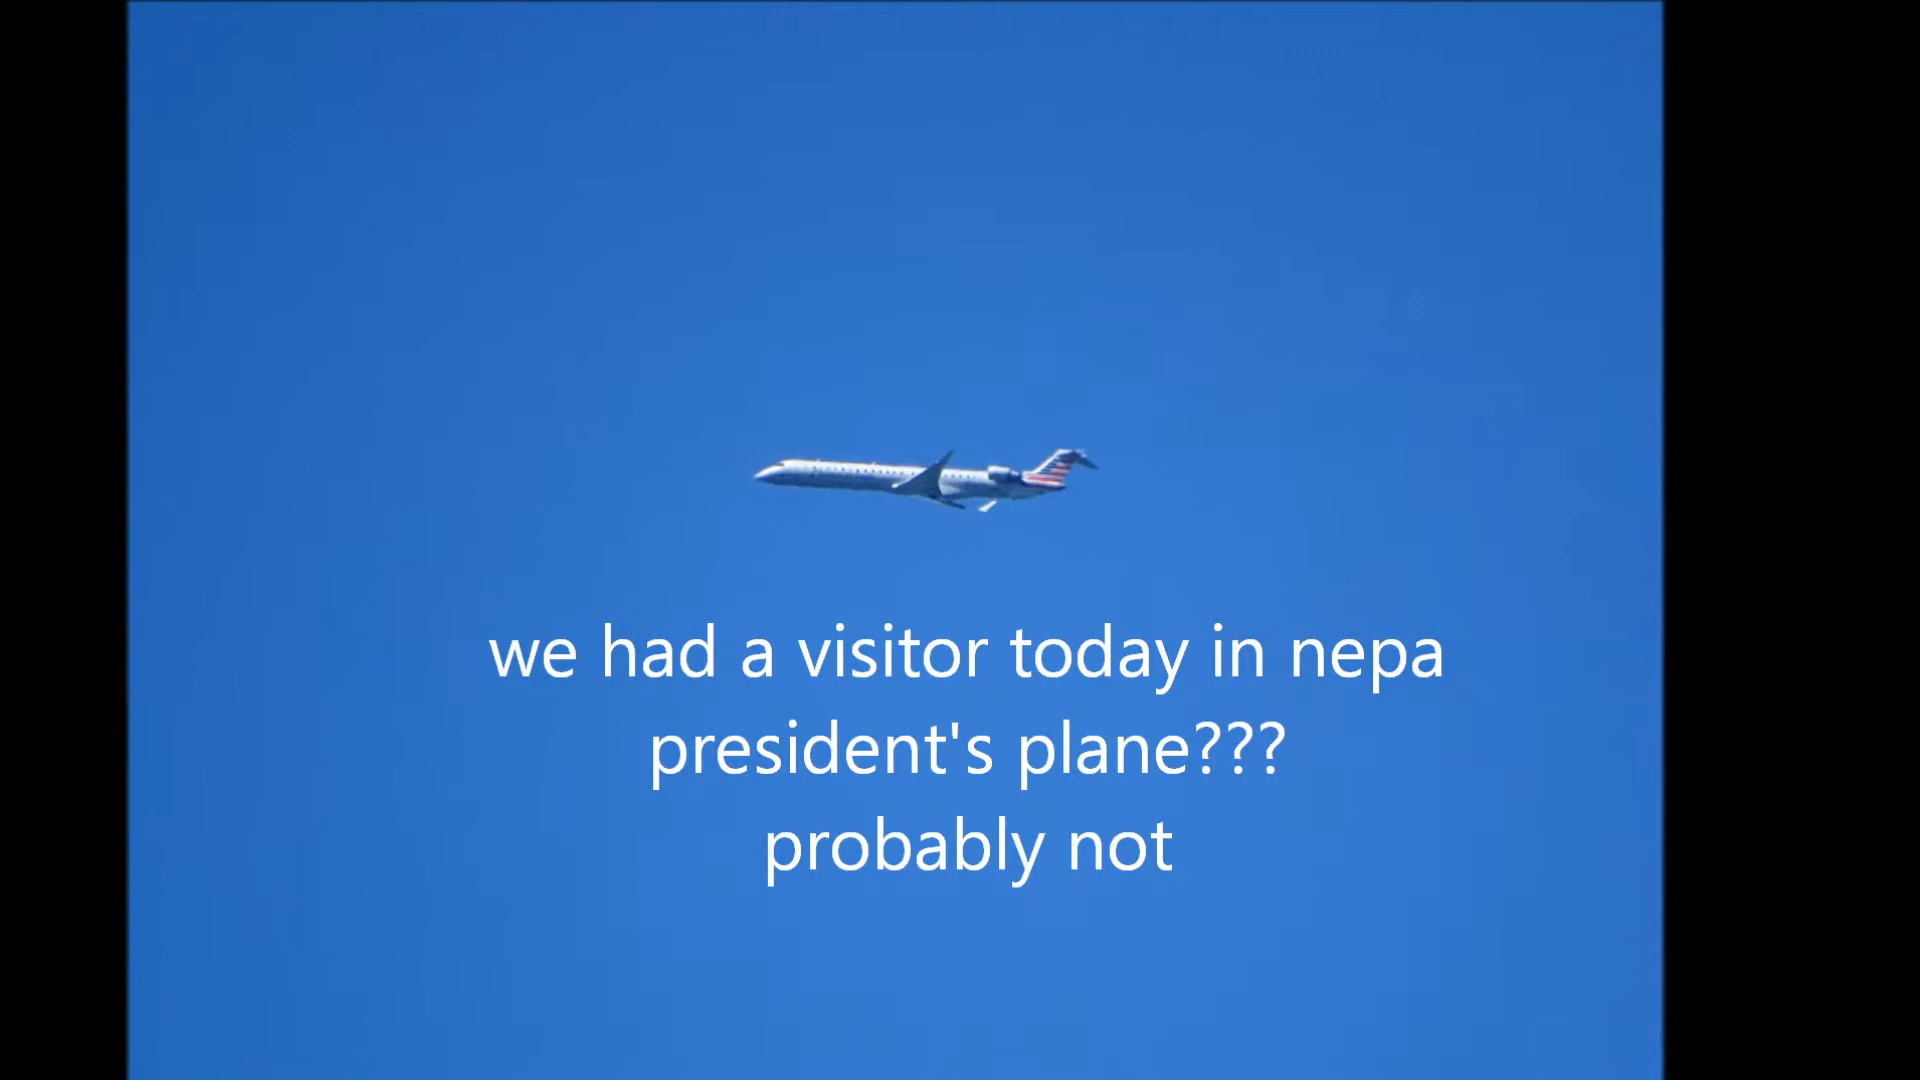 we had a visitor today in nepa
president's plane???
probably not